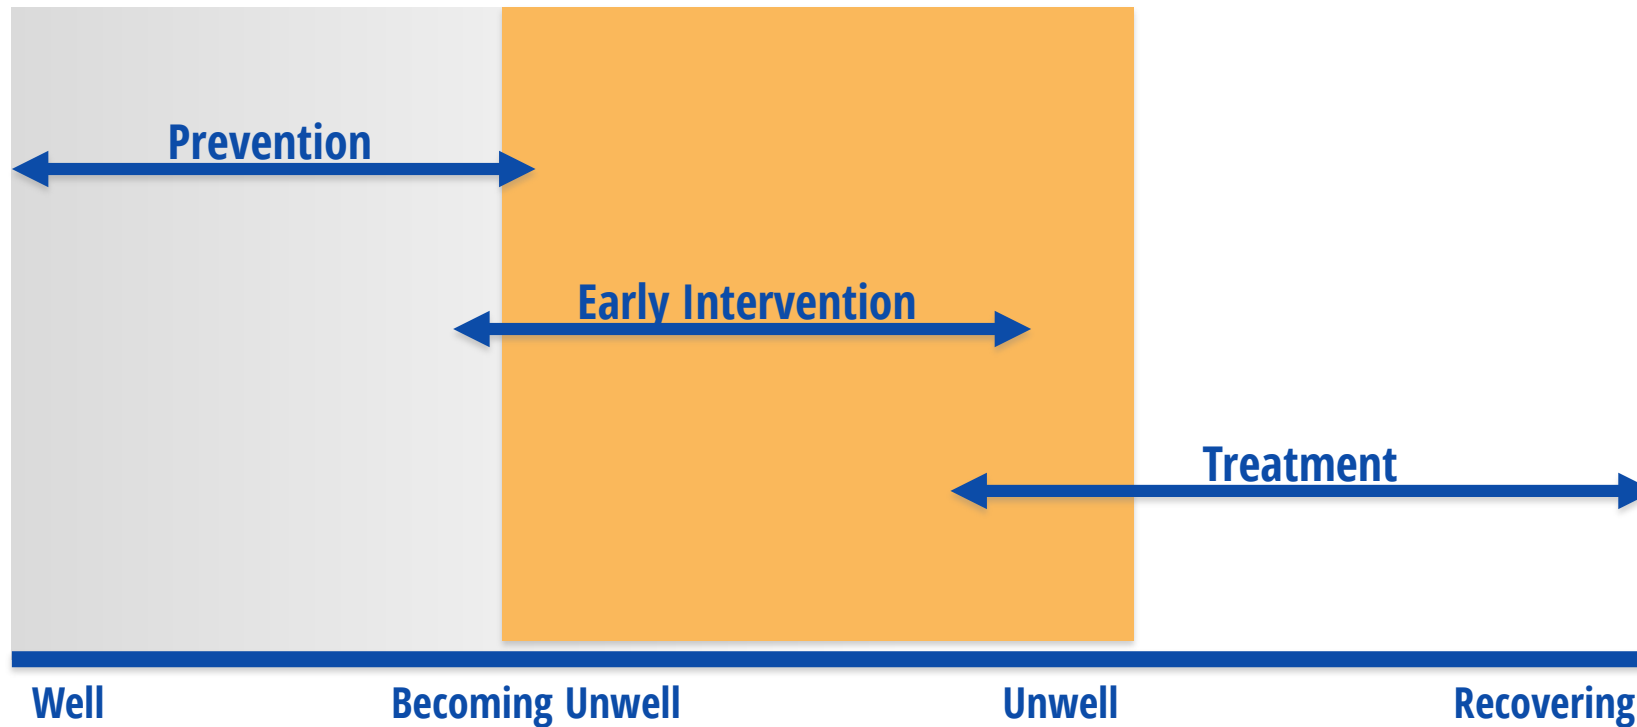 Prevention
Early Intervention
Treatment
Well
Becoming Unwell
Unwell
Recovering